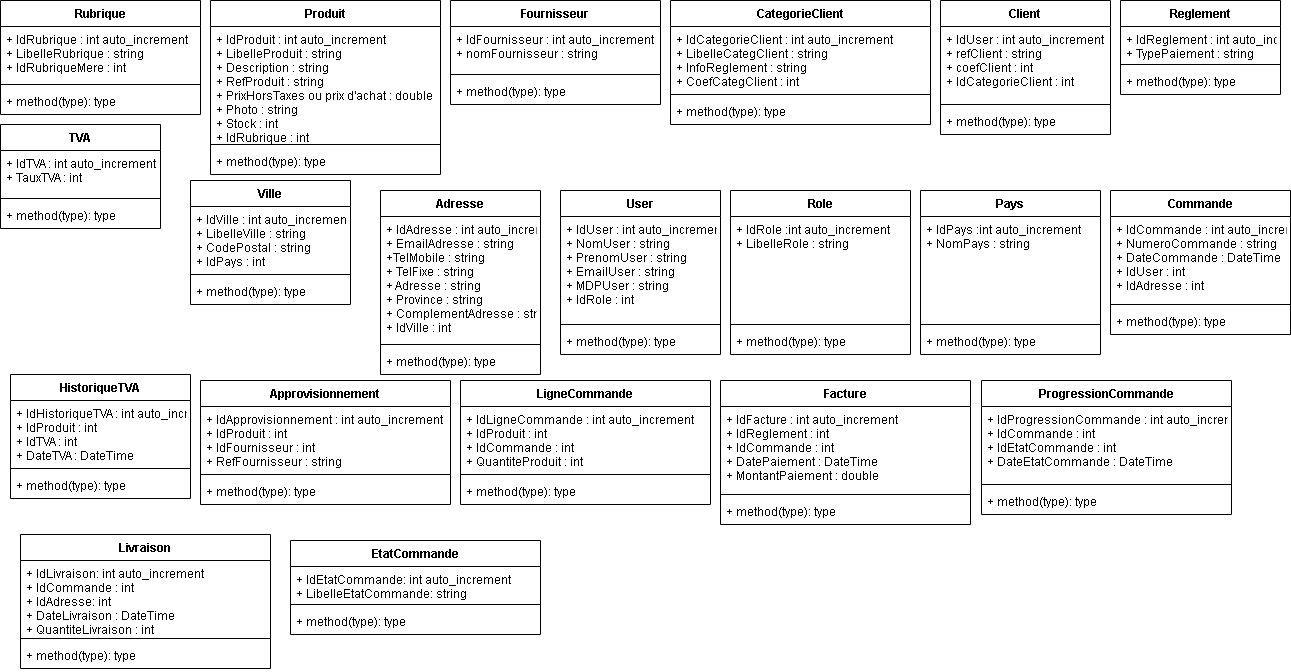 Rubrique
+ IdRubrique : int auto_increment
+ LibelleRubrique : string
+ IdRubriqueMere : int
+ method(type): type
Produit
+ IdProduit : int auto_increment
+ LibelleProduit : string
+ Description : string
+ RefProduit : string
+ PrixHorsTaxes ou prix d'achat : double
+ Photo : string
+ Stock : int
+ IdRubrique : int
+ method(type): type
Fournisseur
+ IdFournisseur : int auto_increment
+ nomFournisseur : string
+ method(type): type
CategorieClient
+ IdCategorieClient : int auto_increment
+ LibelleCategClient : string
+ InfoReglement : string
+ CoefCategClient : int
+ method(type): type
Client
+ IdUser : int auto_increment
+ refClient : string
+ coefClient : int
+ IdCategorieClient : int
+ method(type): type
Reglement
+ IdReglement : int auto_inc
+ TypePaiement : string
+ method(type): type
TVA
+ IdTVA : int auto_increment
+ TauxTVA : int
+ method(type): type
Ville
+ IdVille : int auto_incremen
+ LibelleVille : string
+ CodePostal : string
+ IdPays : int
+ method(type): type
Adresse
+ IdAdresse : int auto_incre
+ EmailAdresse : string
+TelMobile : string
+ TelFixe : string
+ Adresse : string
+ Province : string
+ ComplementAdresse : str
+ IdVille : int
+ method(type): type
User
+ IdUser : int auto_incremer
+ NomUser : string
+ PrenomUser : string
+ EmailUser : string
+ MDPUser : string
+ IdRole : int
+ method(type): type
Role
+ IdRole :int auto_increment
+ LibelleRole : string
+ method(type): type
Pays
+ IdPays :int auto_increment
+ NomPays : string
+ method(type): type
Commande
+ IdCommande : int auto_incre
+ NumeroCommande : string
+ DateCommande : DateTime
+ IdUser : int
+ IdAdresse : int
+ method(type): type
HistoriqueTVA
+ IdHistoriqueTVA : int auto_incr
+ IdProduit : int
+ IdTVA : int
+ DateTVA : DateTime
+ method(type): type
Approvisionnement
+ IdApprovisionnement : int auto_increment
+ IdProduit : int
+ IdFournisseur : int
+ RefFournisseur : string
+ method(type): type
LigneCommande
+ IdLigneCommande : int auto_increment
+ IdProduit : int
+ IdCommande : int
+ QuantiteProduit : int
+ method(type): type
Facture
+ IdFacture : int auto_increment
+ IdReglement : int
+ IdCommande : int
+ DatePaiement : DateTime
+ MontantPaiement : double
+ method(type): type
ProgressionCommande
+ IdProgressionCommande : int auto_increr
+ IdCommande : int
+ IdEtatCommande : int
+ DateEtatCommande : DateTime
+ method(type): type
Livraison
+ IdLivraison: int auto_increment
+ IdCommande : int
+ IdAdresse: int
+ DateLivraison : DateTime
+ QuantiteLivraison : int
+ method(type): type
EtatCommande
+ IdEtatCommande: int auto_increment
+ LibelleEtatCommande: string
+ method(type): type